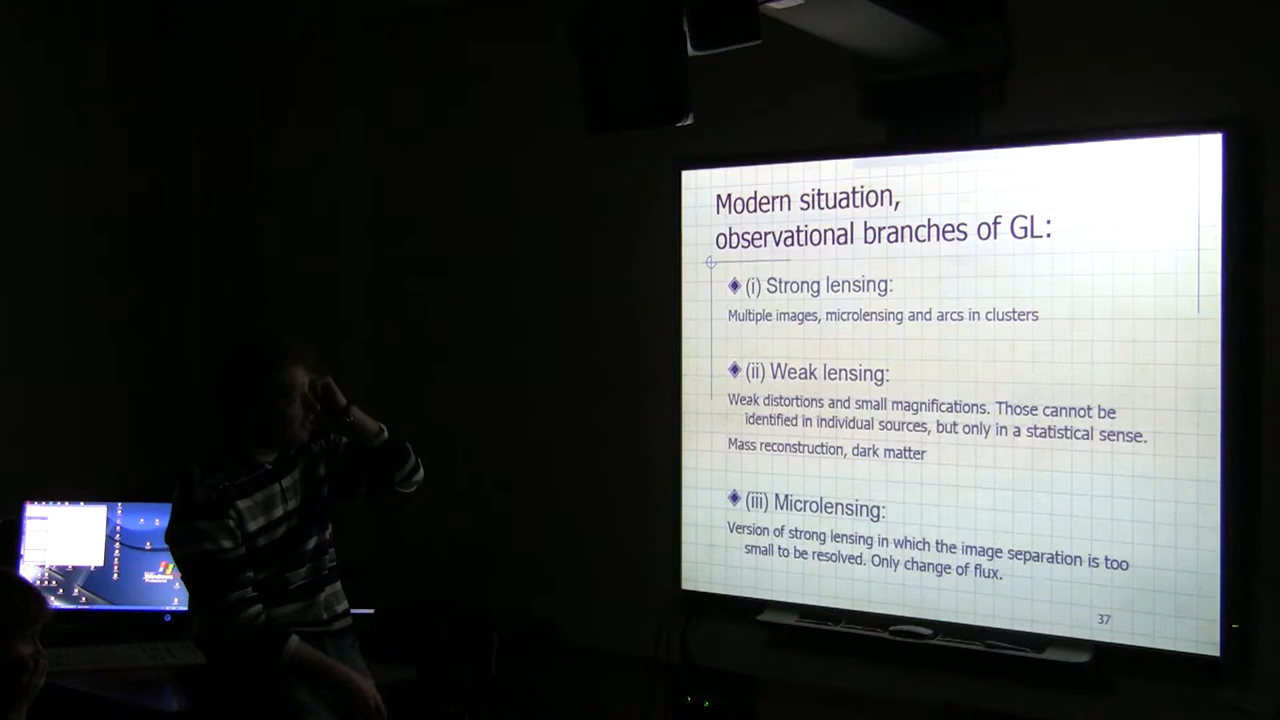 Modern situation,
observational branches of GL:
(i) Strong lensing:
Multiple images, microlensing and arcs in clusters
(ii) Weak lensing:
Weak distortions and small magnifications. Those cannot be
identified in individual sources, but only in a statistical sense.
Mass reconstruction, dark matter
(iii) Microlensing:
Version of strong lensing in which the image separation is too
small to be resolved. Only change of flux.
37